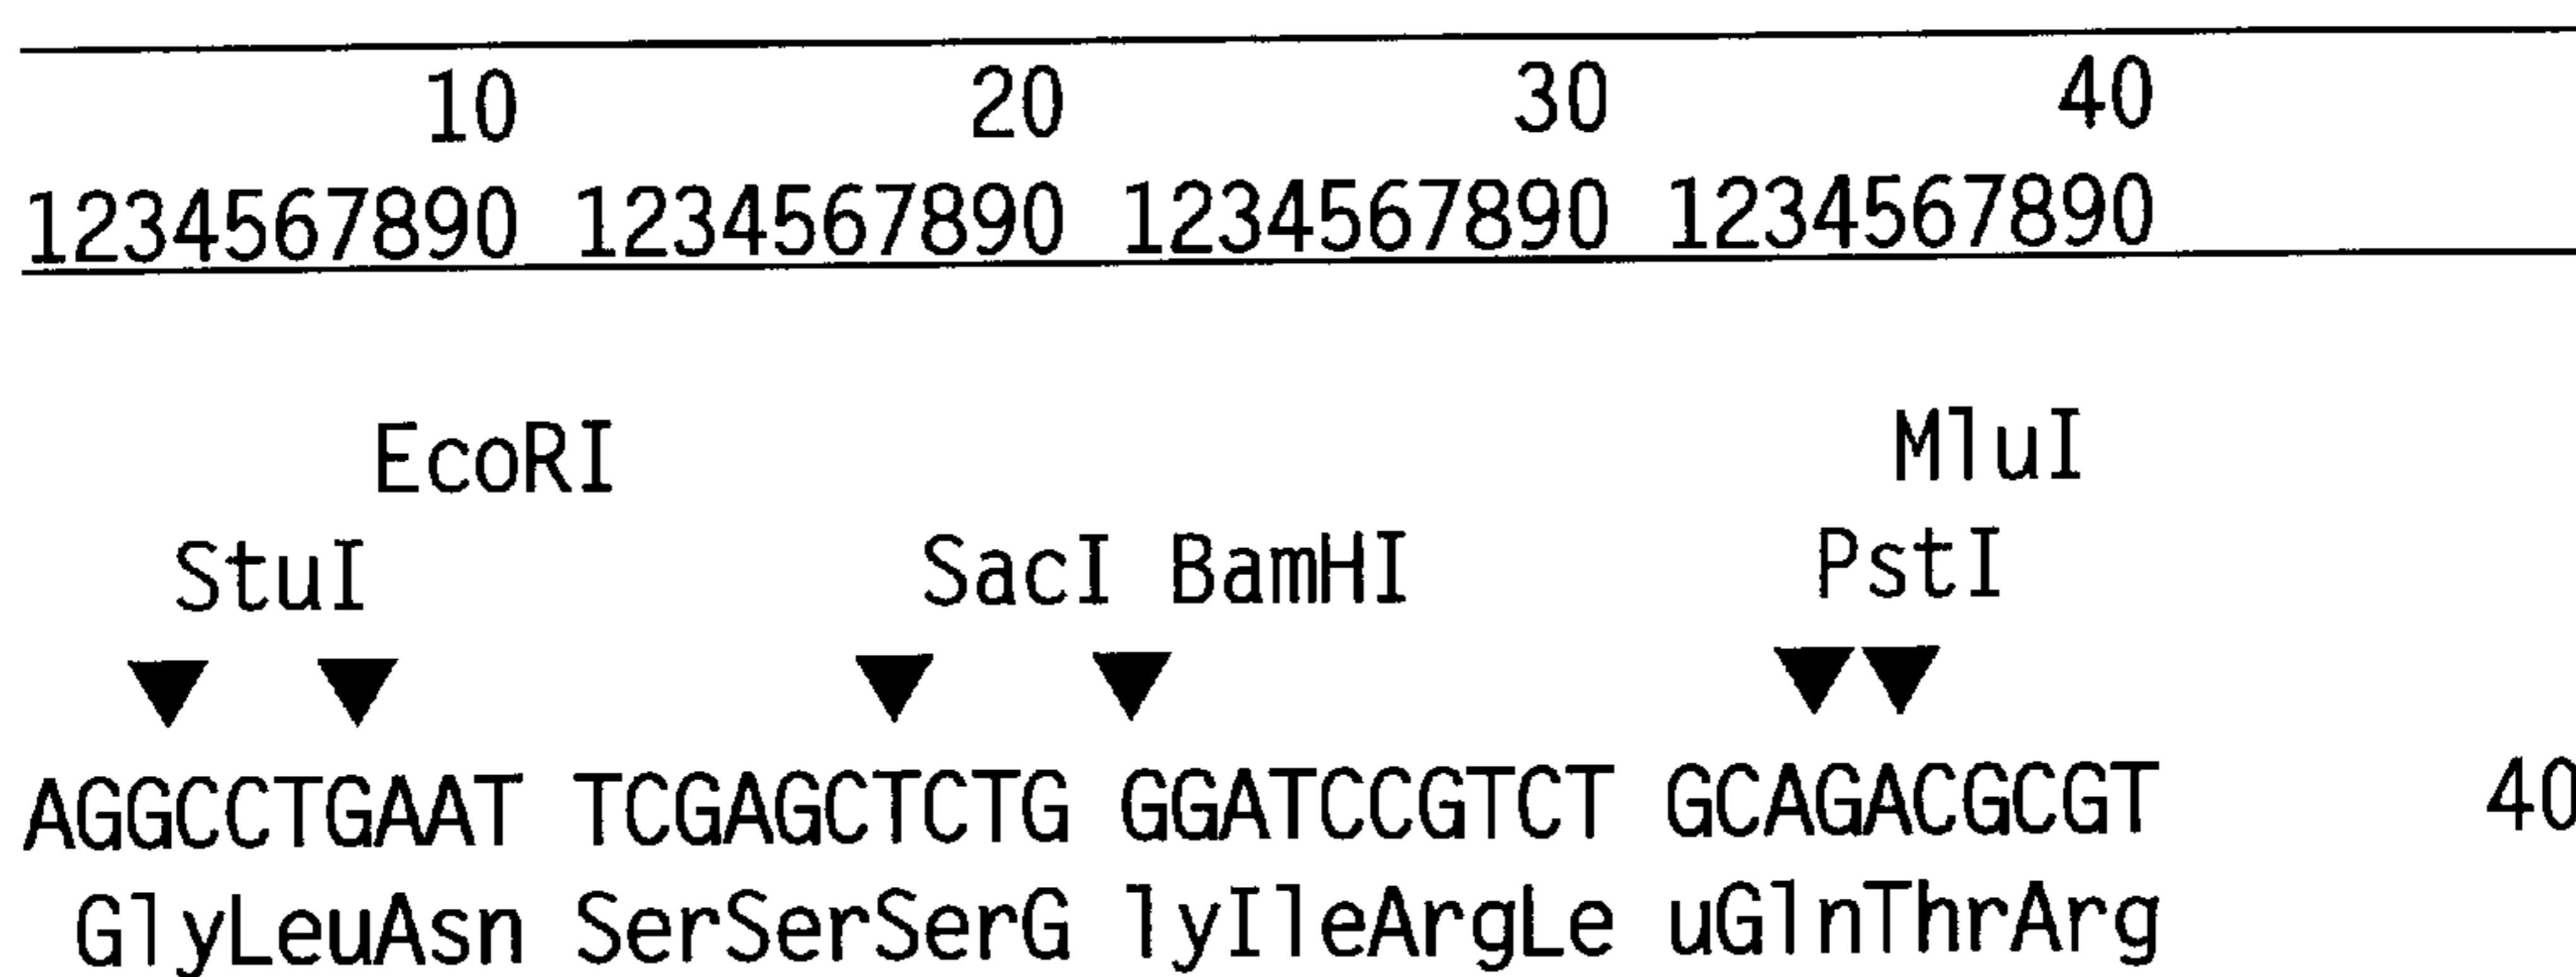 10 20 30 40
1234567890 1234567890 1234567890 1234567890
EcoRI MluI
StuI SacI BamHI PstI
AGGCCTGAAT TCGAGCTCTG GGATCCGTCT GCAGACGCGT 40
GlyLeuAsn SerSerSerG lyIleArgLe uGlnThrArg